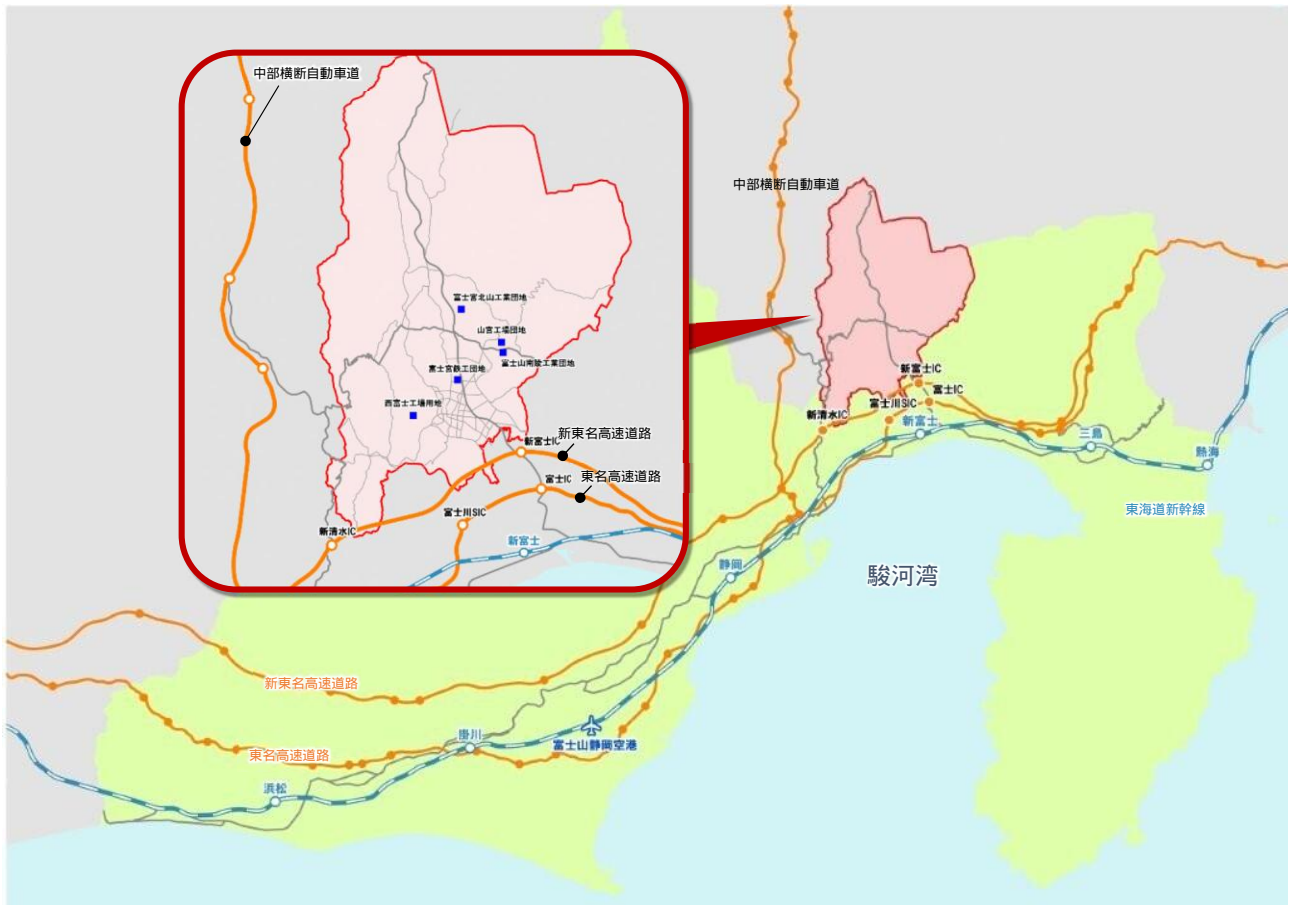 中部横断自動車道
富士宮北山工業団地
山宮工場団地
富士山南陵工業団地
富士宮鉄工団地
西富士工場用地
新富士IC
新東名高速道路
富士IC
東名高速道路
富士川SIC
新清水IC
新富士
中部横断自動車道
新富士IC
富士IC
富士川SIC
新清水IC
新富士
三島
熱海
東海道新幹線
静岡
駿河湾
新東名高速道路
掛川
富士山静岡空港
東名高速道路
浜松